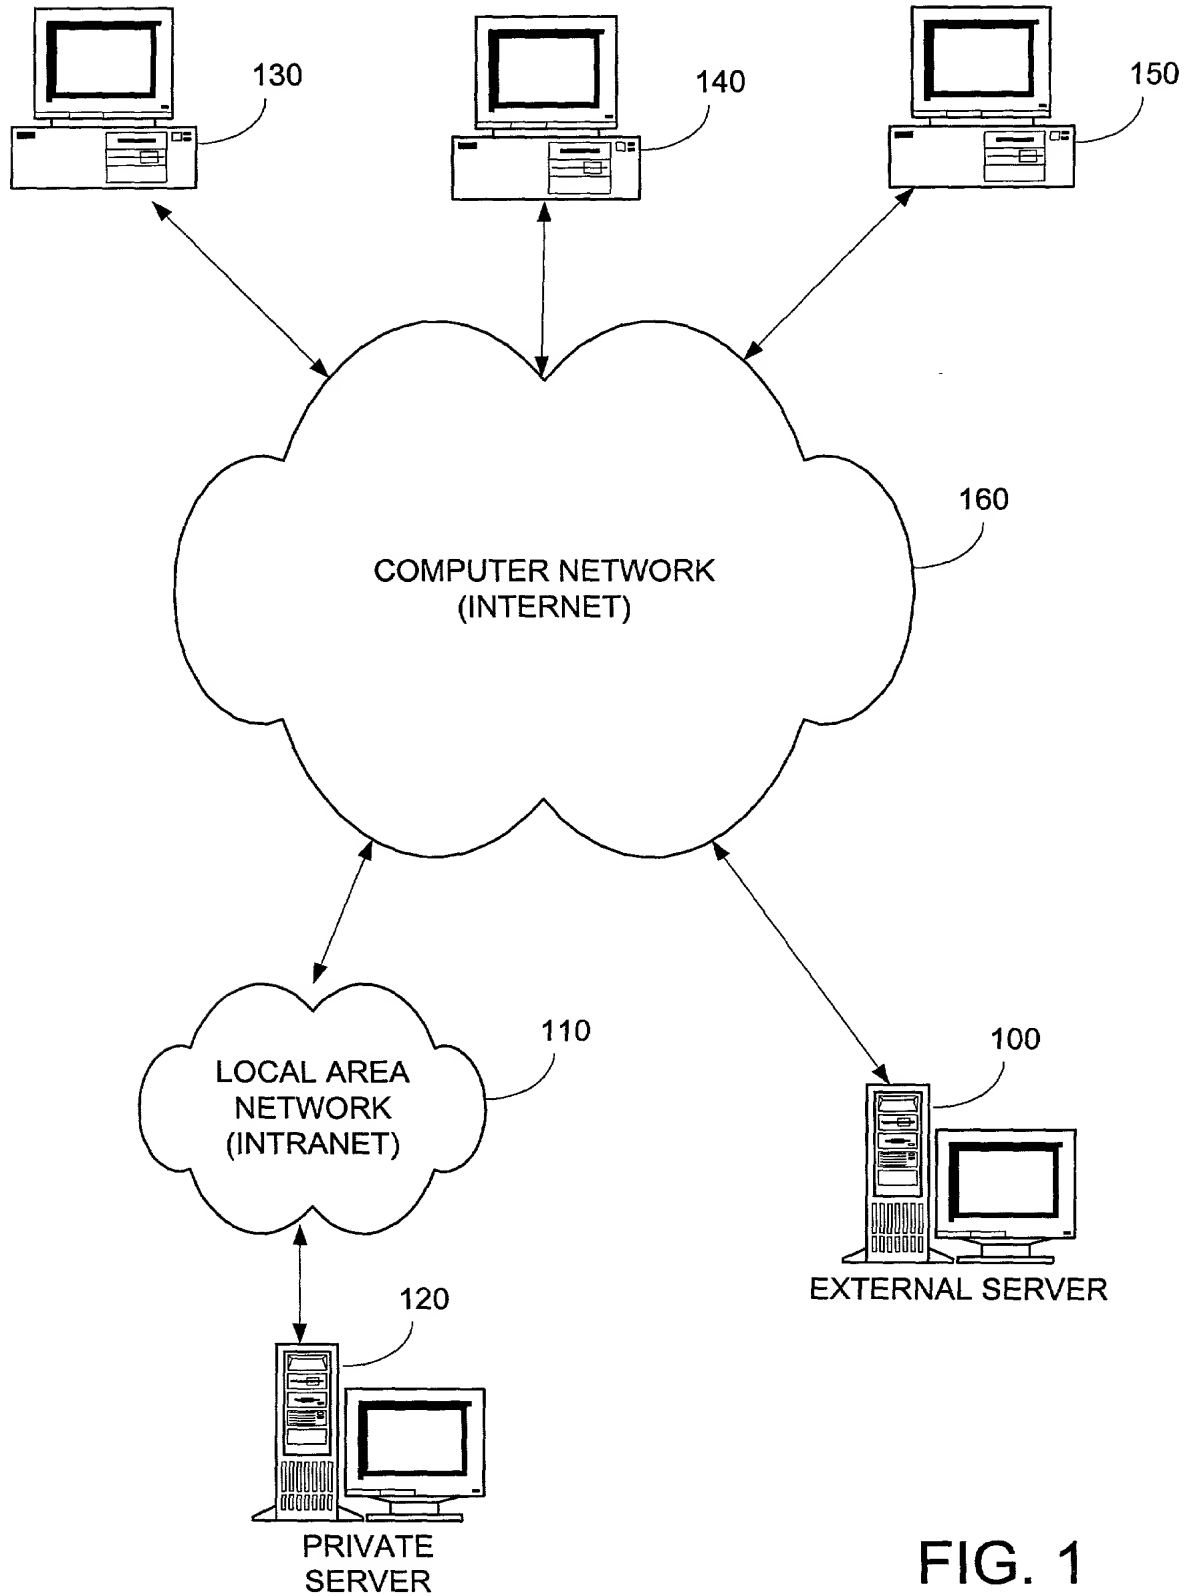 130
140
150
160
COMPUTER NETWORK
(INTERNET)
110
LOCAL AREA
NETWORK
(INTRANET)
100
EXTERNAL SERVER
120
PRIVATE
SERVER
FIG. 1